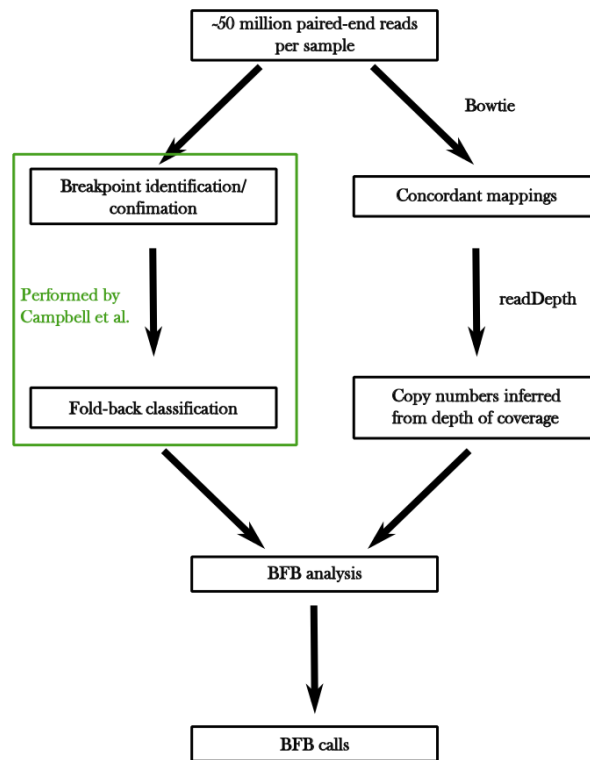 ~50 million paired-end reads
per sample
Bowtie
Breakpoint identification/
confimation
Concordant mappings
Performed by
Campbell et al.
readDepth
Fold-back classification
Copy numbers inferred
from depth of coverage
BFB analysis
BFB calls